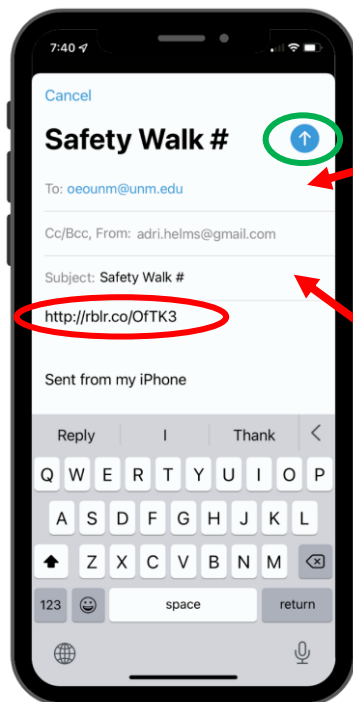 7:40
Cancel
Safety Walk #
To: oeounm@unm.edu
Cc/Bcc, From: adri.helms@gmail.com
Subject: Safety Walk #
http://rblr.co/OfTK3
Sent from my iPhone
Reply I Thank
Q W E R T Y U I O P
A S D F G H J K L
Z X C V B N M
123 space return